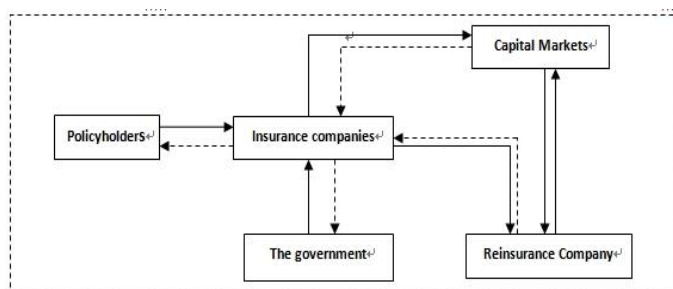 Capital Markets↵
Policyholders↵
Insurance companies↵
The government↵
Reinsurance Company↵